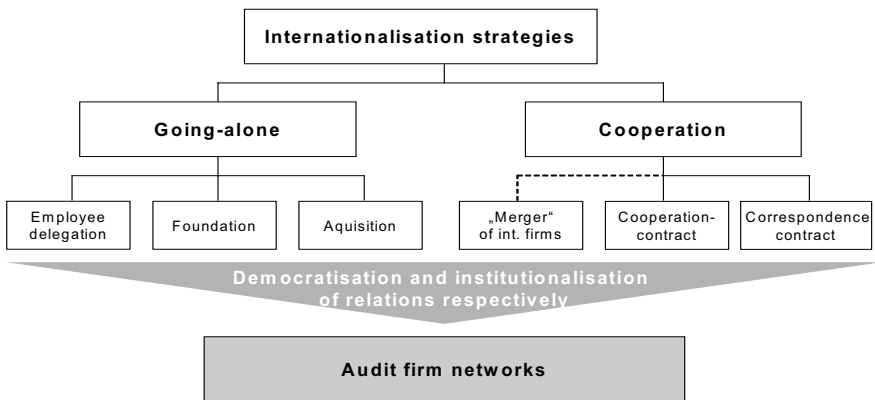 Internationalisation strategies
Going-alone
Cooperation
Employee
delegation
Foundation
Aquisition
„Merger“
of int. firms
Cooperation-
contract
Correspondence
contract
Democratisation and institutionalisation
of relations respectively
Audit firm networks